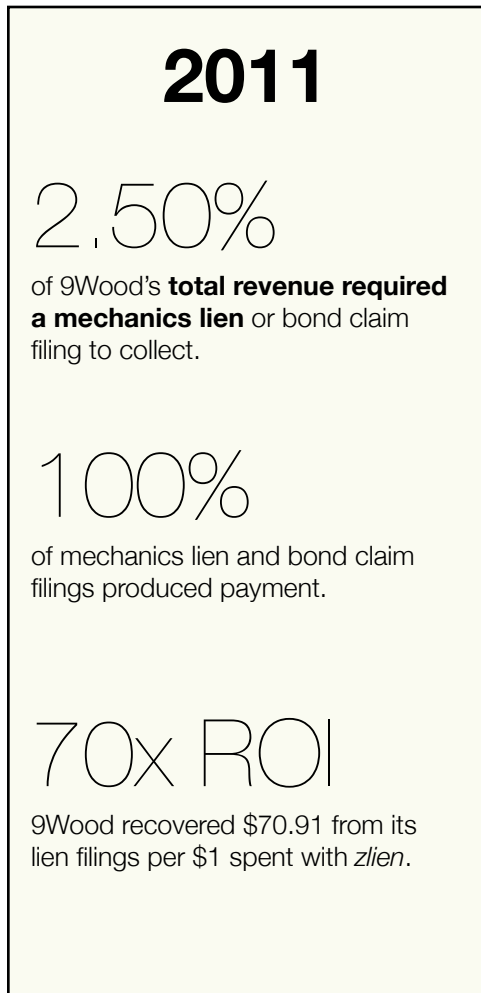 2011
2.50%
of 9Wood’s total revenue required
a mechanics lien or bond claim
filing to collect.
100%
of mechanics lien and bond claim
filings produced payment.
70x ROI
9Wood recovered $70.91 from its
lien filings per $1 spent with zlien.